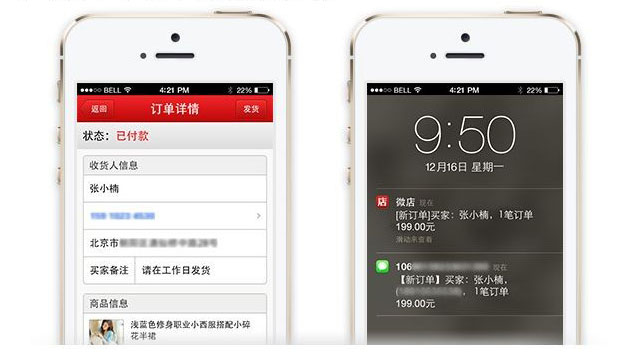 BELL 4:21 PM 22%
返回 订单详情 发货
状态：已付款
收货人信息
张小楠
北京市
买家备注 请在工作日发货
商品信息
浅蓝色修身职业小西服搭配小碎
花半裙
BELL 4:21 PM 22%
9:50
12月16日 星期一
店 微店 现在
[新订单]买家：张小楠，1笔订单
199.00元
滑动来查看
106 现在
【新订单】买家：张小楠，
1笔订单
199.00元